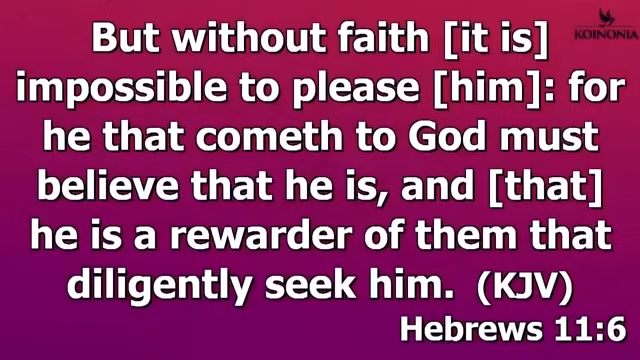 KOINONIA
But without faith [it is]
impossible to please [him]: for
he that cometh to God must
believe that he is, and [that]
he is a rewarder of them that
diligently seek him. (KJV)
Hebrews 11:6